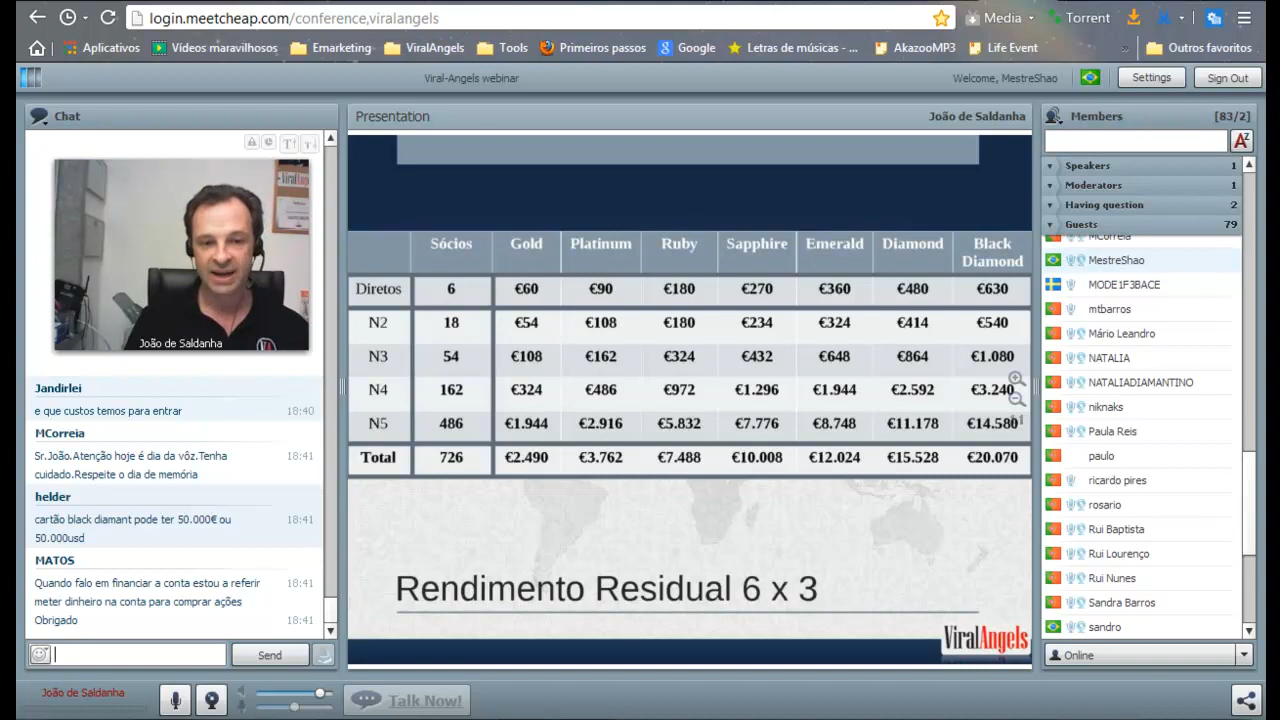 login.meetcheap.com/conference,viralangels
Media
Torrent
Aplicativos
Vídeos maravilhosos
Emarketing
ViralAngels
Tools
Primeiros passos
Google
Letras de músicas - ...
AkazooMP3
Life Event
»
Outros favoritos
Viral-Angels webinar
Welcome, MestreShao
Settings
Sign Out
Chat
João de Saldanha
Jandirlei
e que custos temos para entrar 18:40
MCorreia
Sr.João.Atenção hoje é dia da vôz.Tenha 18:41
cuidado.Respeite o dia de memória
helder
cartão black diamant pode ter 50.000€ ou 18:41
50.000usd
MATOS
Quando falo em financiar a conta estou a referir 18:41
meter dinheiro na conta para comprar ações 18:41
Obrigado 18:41
Send
João de Saldanha
Talk Now!
Presentation
João de Saldanha
Sócios Gold Platinum Ruby Sapphire Emerald Diamond Black
Diamond
Diretos 6 €60 €90 €180 €270 €360 €480 €630
N2 18 €54 €108 €180 €234 €324 €414 €540
N3 54 €108 €162 €324 €432 €648 €864 €1.080
N4 162 €324 €486 €972 €1.296 €1.944 €2.592 €3.240
N5 486 €1.944 €2.916 €5.832 €7.776 €8.748 €11.178 €14.580
Total 726 €2.490 €3.762 €7.488 €10.008 €12.024 €15.528 €20.070
Rendimento Residual 6 x 3
ViralAngels
Members [83/2]
Speakers 1
Moderators 1
Having question 2
Guests 79
MCorreia
MestreShao
MODE1F3BACE
mtbarros
Mário Leandro
NATALIA
NATALIADIAMANTINO
niknaks
Paula Reis
paulo
ricardo pires
rosario
Rui Baptista
Rui Lourenço
Rui Nunes
Sandra Barros
sandro
Online